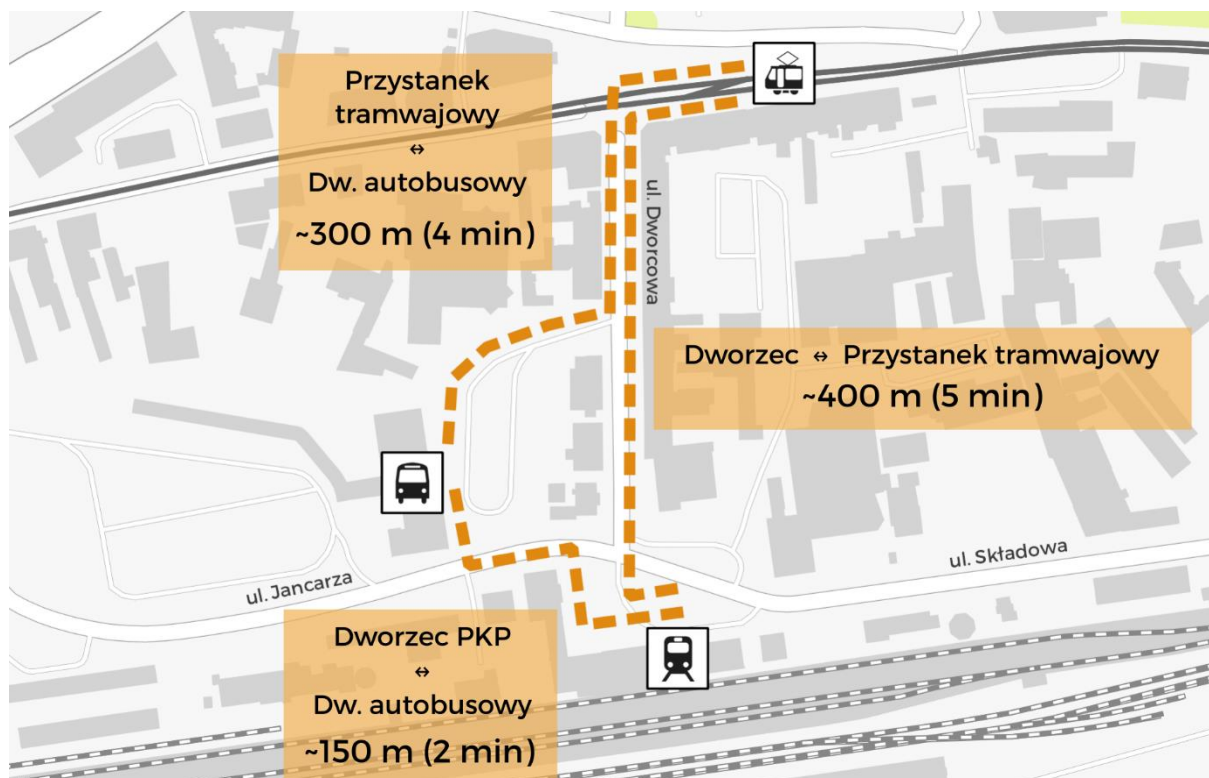 Przystanek
tramwajowy
⇔
Dw. autobusowy
~300 m (4 min)
ul. Dworcowa
Dworzec ⇔ Przystanek tramwajowy
~400 m (5 min)
ul. Składowa
ul. Jancarza
Dworzec PKP
⇔
Dw. autobusowy
~150 m (2 min)